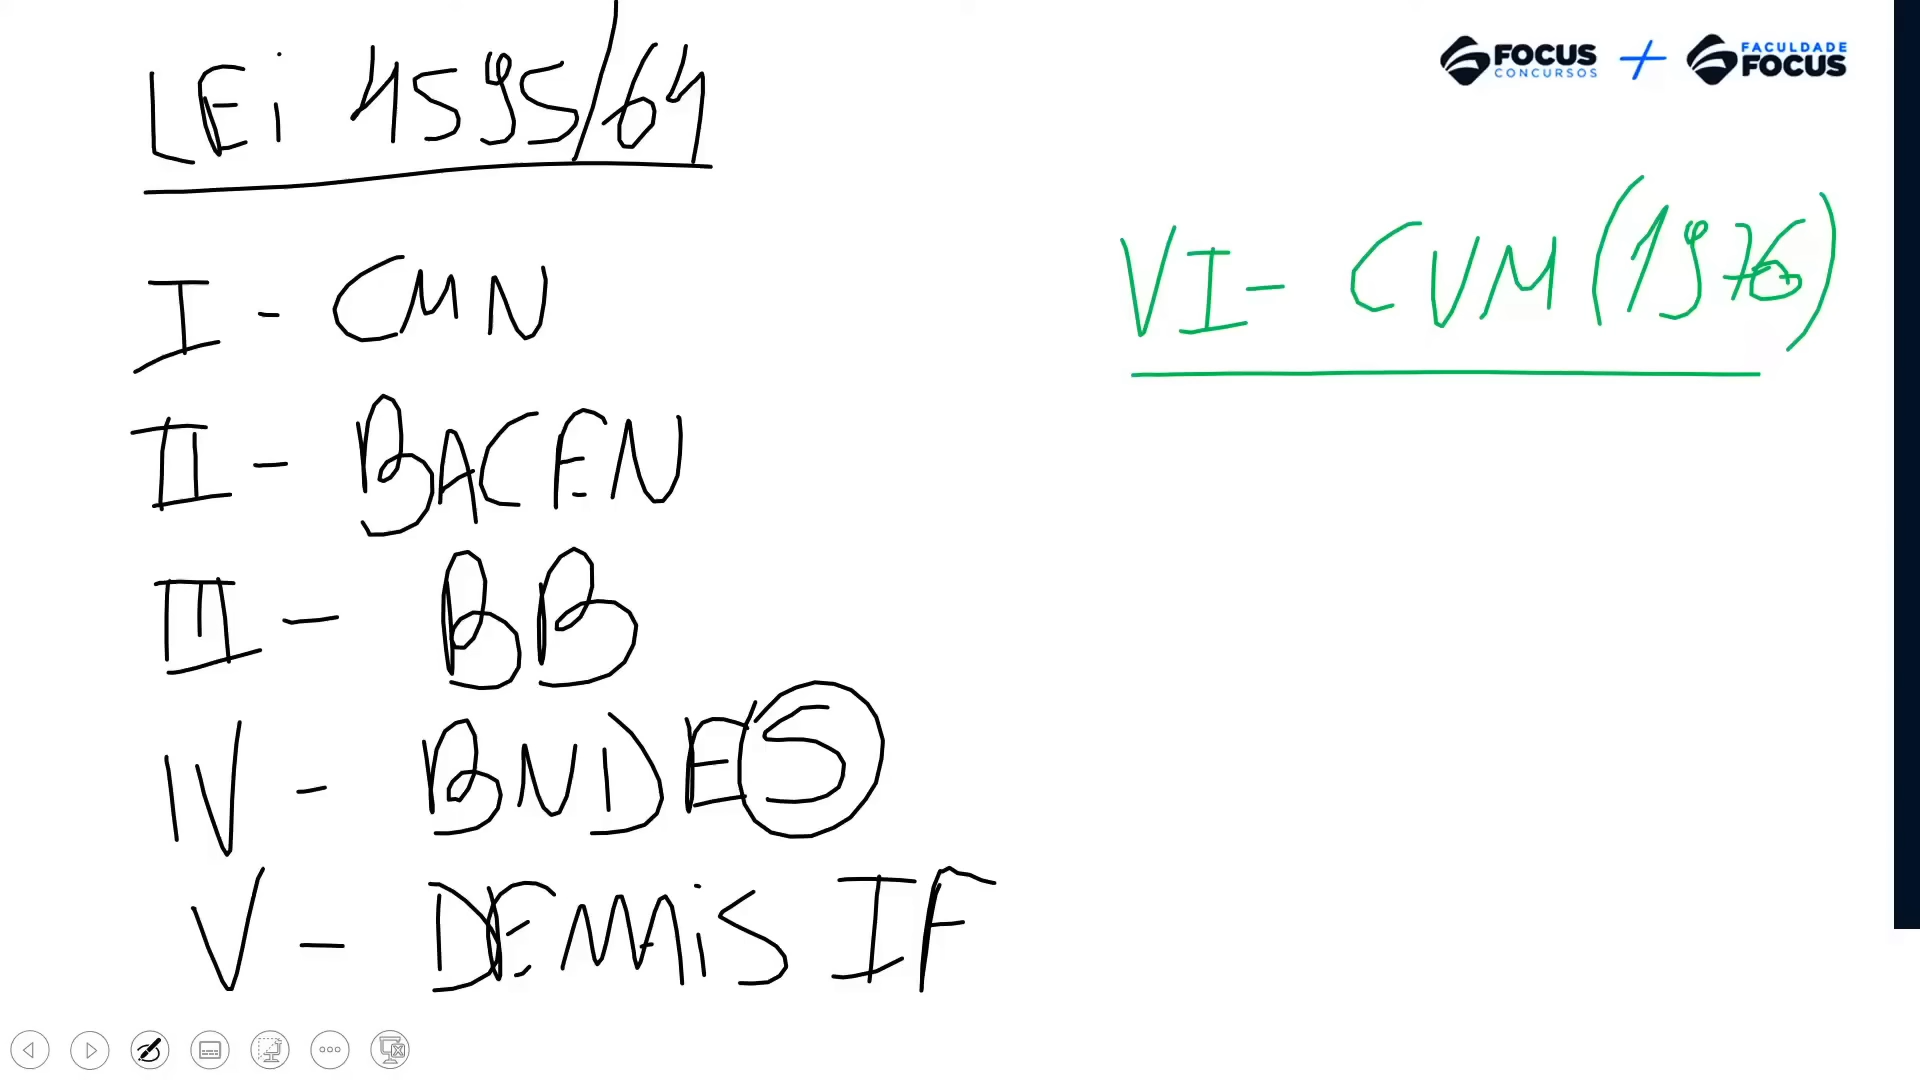 LEi 4595/64
FOCUS CONCURSOS + FACULDADE FOCUS
I - CMN
VI - CVM (1976)
II - BACEN
III - BB
IV - BNDES
V - DEMAIS IF